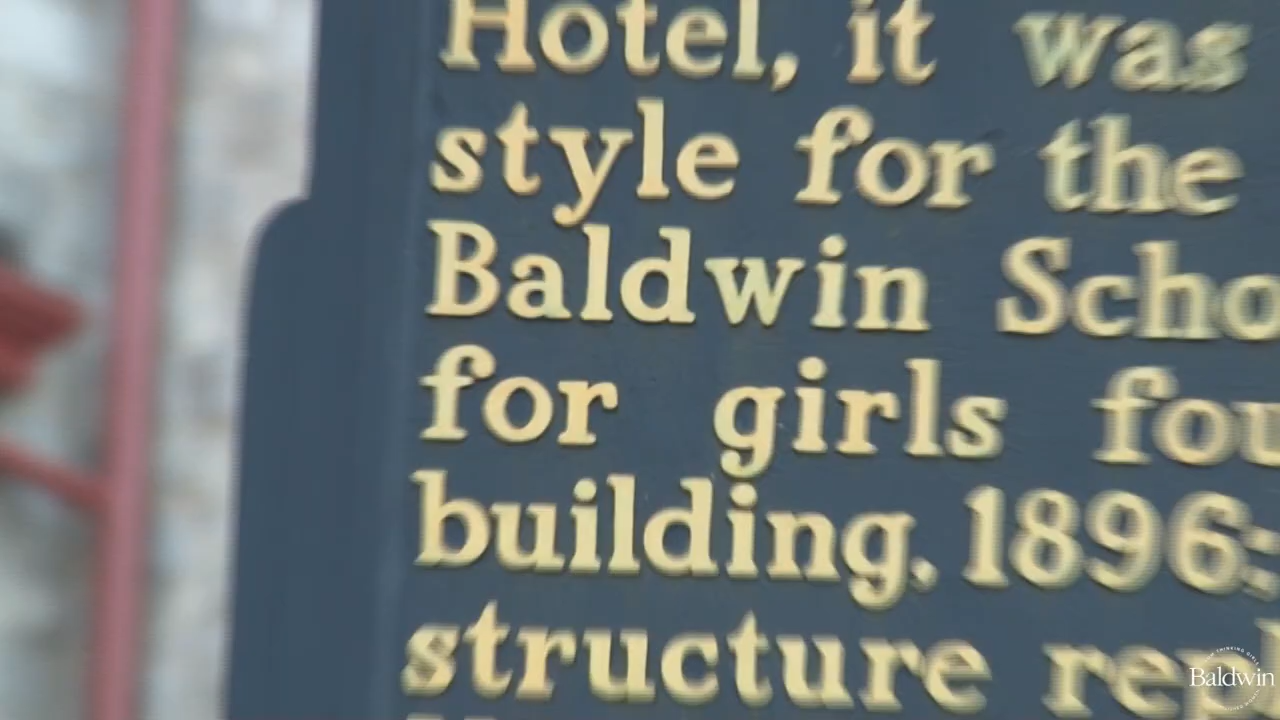 Hotel, it was
style for the
Baldwin Scho
for girls fou
building. 1896:
structure rep
Baldwin